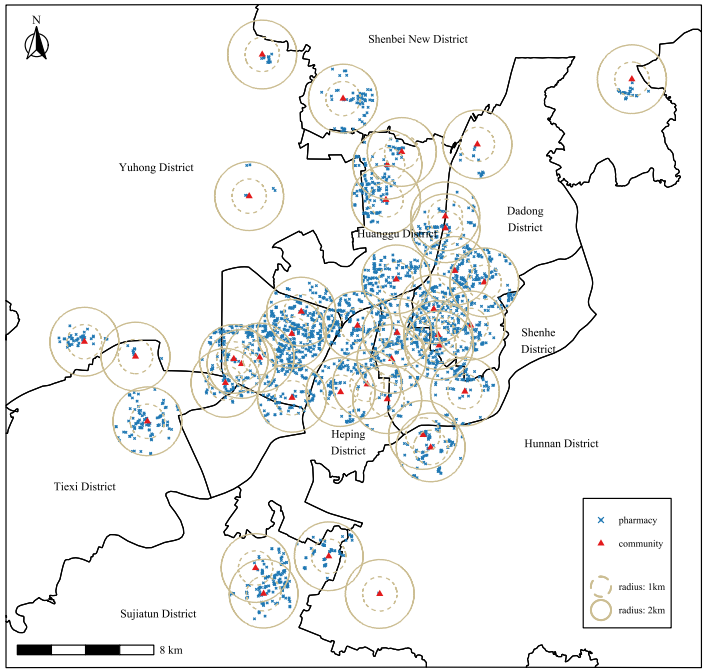 N
Shenbei New District
Yuhong District
Dadong
District
Huanggu District
Shenhe
District
Heping
District
Hunnan District
Tiexi District
Sujiatun District
pharmacy
community
radius: 1km
radius: 2km
8 km